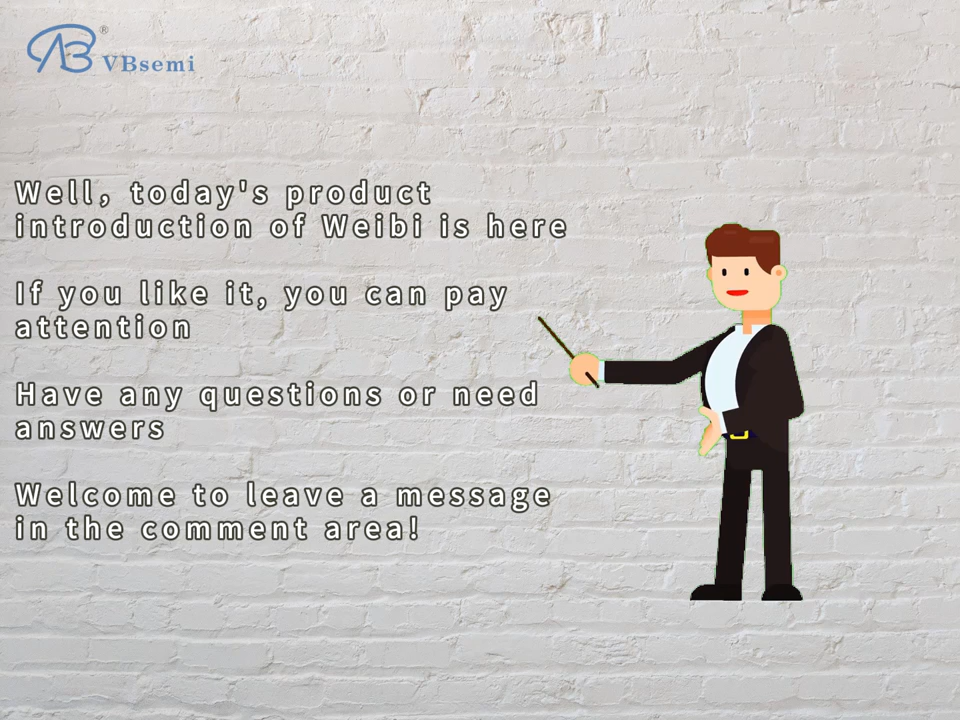 VBsemi
Well, today's product
introduction of Weibi is here
If you like it, you can pay
attention
Have any questions or need
answers
Welcome to leave a message
in the comment area!